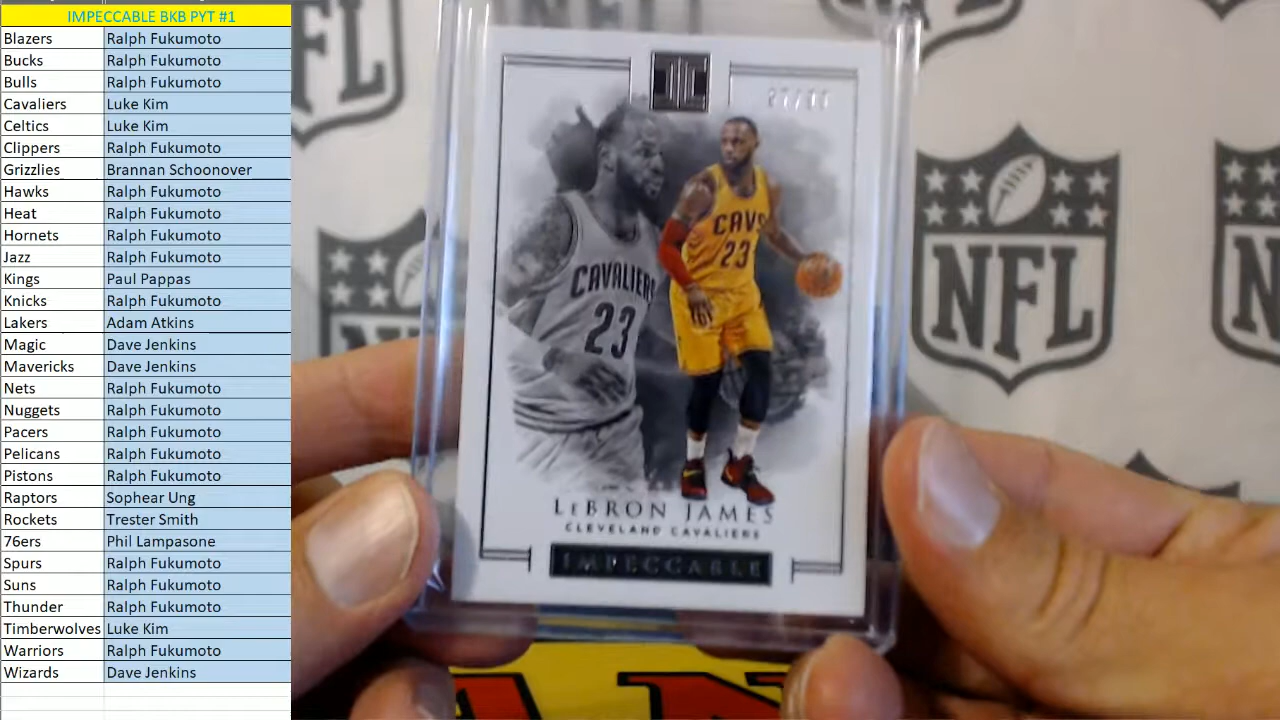 IMPECCABLE BKB PYT #1
Blazers Ralph Fukumoto
Bucks Ralph Fukumoto
Bulls Ralph Fukumoto
Cavaliers Luke Kim
Celtics Luke Kim
Clippers Ralph Fukumoto
Grizzlies Brannan Schoonover
Hawks Ralph Fukumoto
Heat Ralph Fukumoto
Hornets Ralph Fukumoto
Jazz Ralph Fukumoto
Kings Paul Pappas
Knicks Ralph Fukumoto
Lakers Adam Atkins
Magic Dave Jenkins
Mavericks Dave Jenkins
Nets Ralph Fukumoto
Nuggets Ralph Fukumoto
Pacers Ralph Fukumoto
Pelicans Ralph Fukumoto
Pistons Ralph Fukumoto
Raptors Sophear Ung
Rockets Trester Smith
76ers Phil Lampasone
Spurs Ralph Fukumoto
Suns Ralph Fukumoto
Thunder Ralph Fukumoto
Timberwolves Luke Kim
Warriors Ralph Fukumoto
Wizards Dave Jenkins
CAVS
23
CAVALIERS
23
LEBRON JAMES
CLEVELAND CAVALIERS
IMPECCABLE
NFL